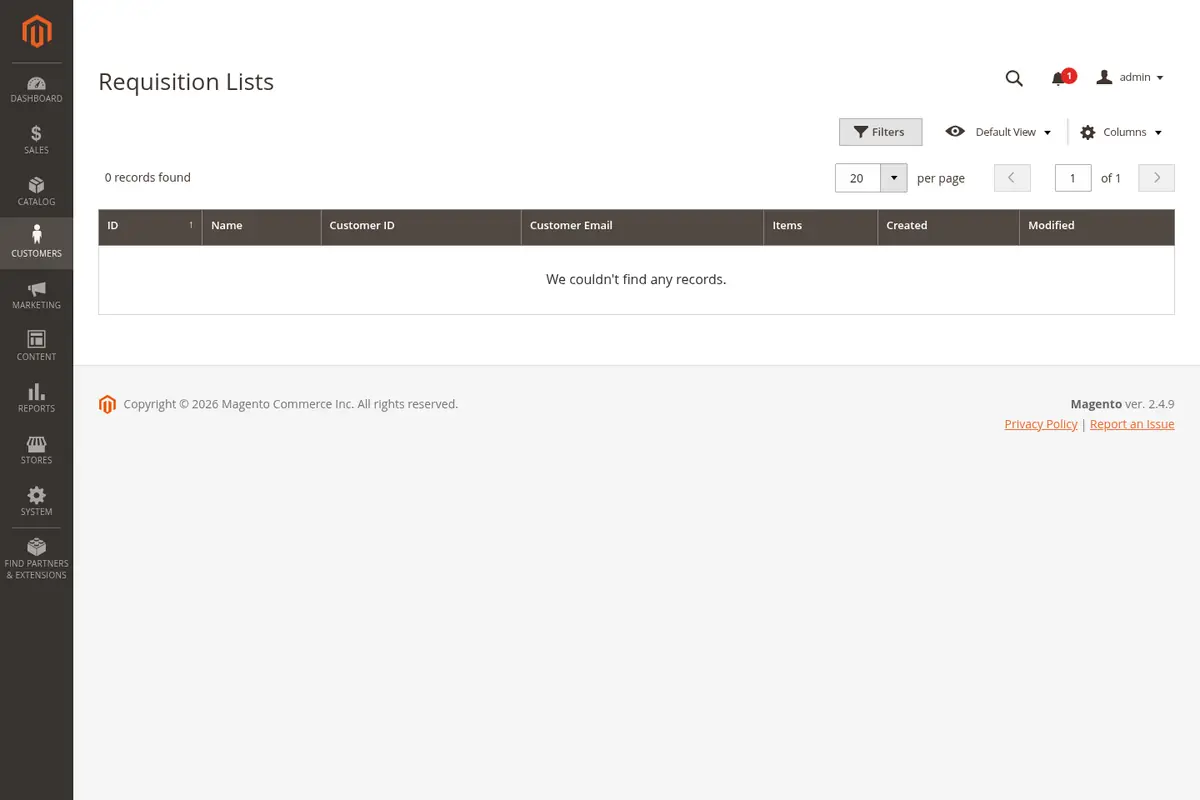 Requisition Lists
1
admin
Filters
Default View
Columns
0 records found
20
per page
1
of 1
ID ↑
Name
Customer ID
Customer Email
Items
Created
Modified
We couldn't find any records.
DASHBOARD
$
SALES
CATALOG
CUSTOMERS
MARKETING
CONTENT
REPORTS
STORES
SYSTEM
FIND PARTNERS
& EXTENSIONS
Copyright © 2026 Magento Commerce Inc. All rights reserved.
Magento ver. 2.4.9
Privacy Policy | Report an Issue